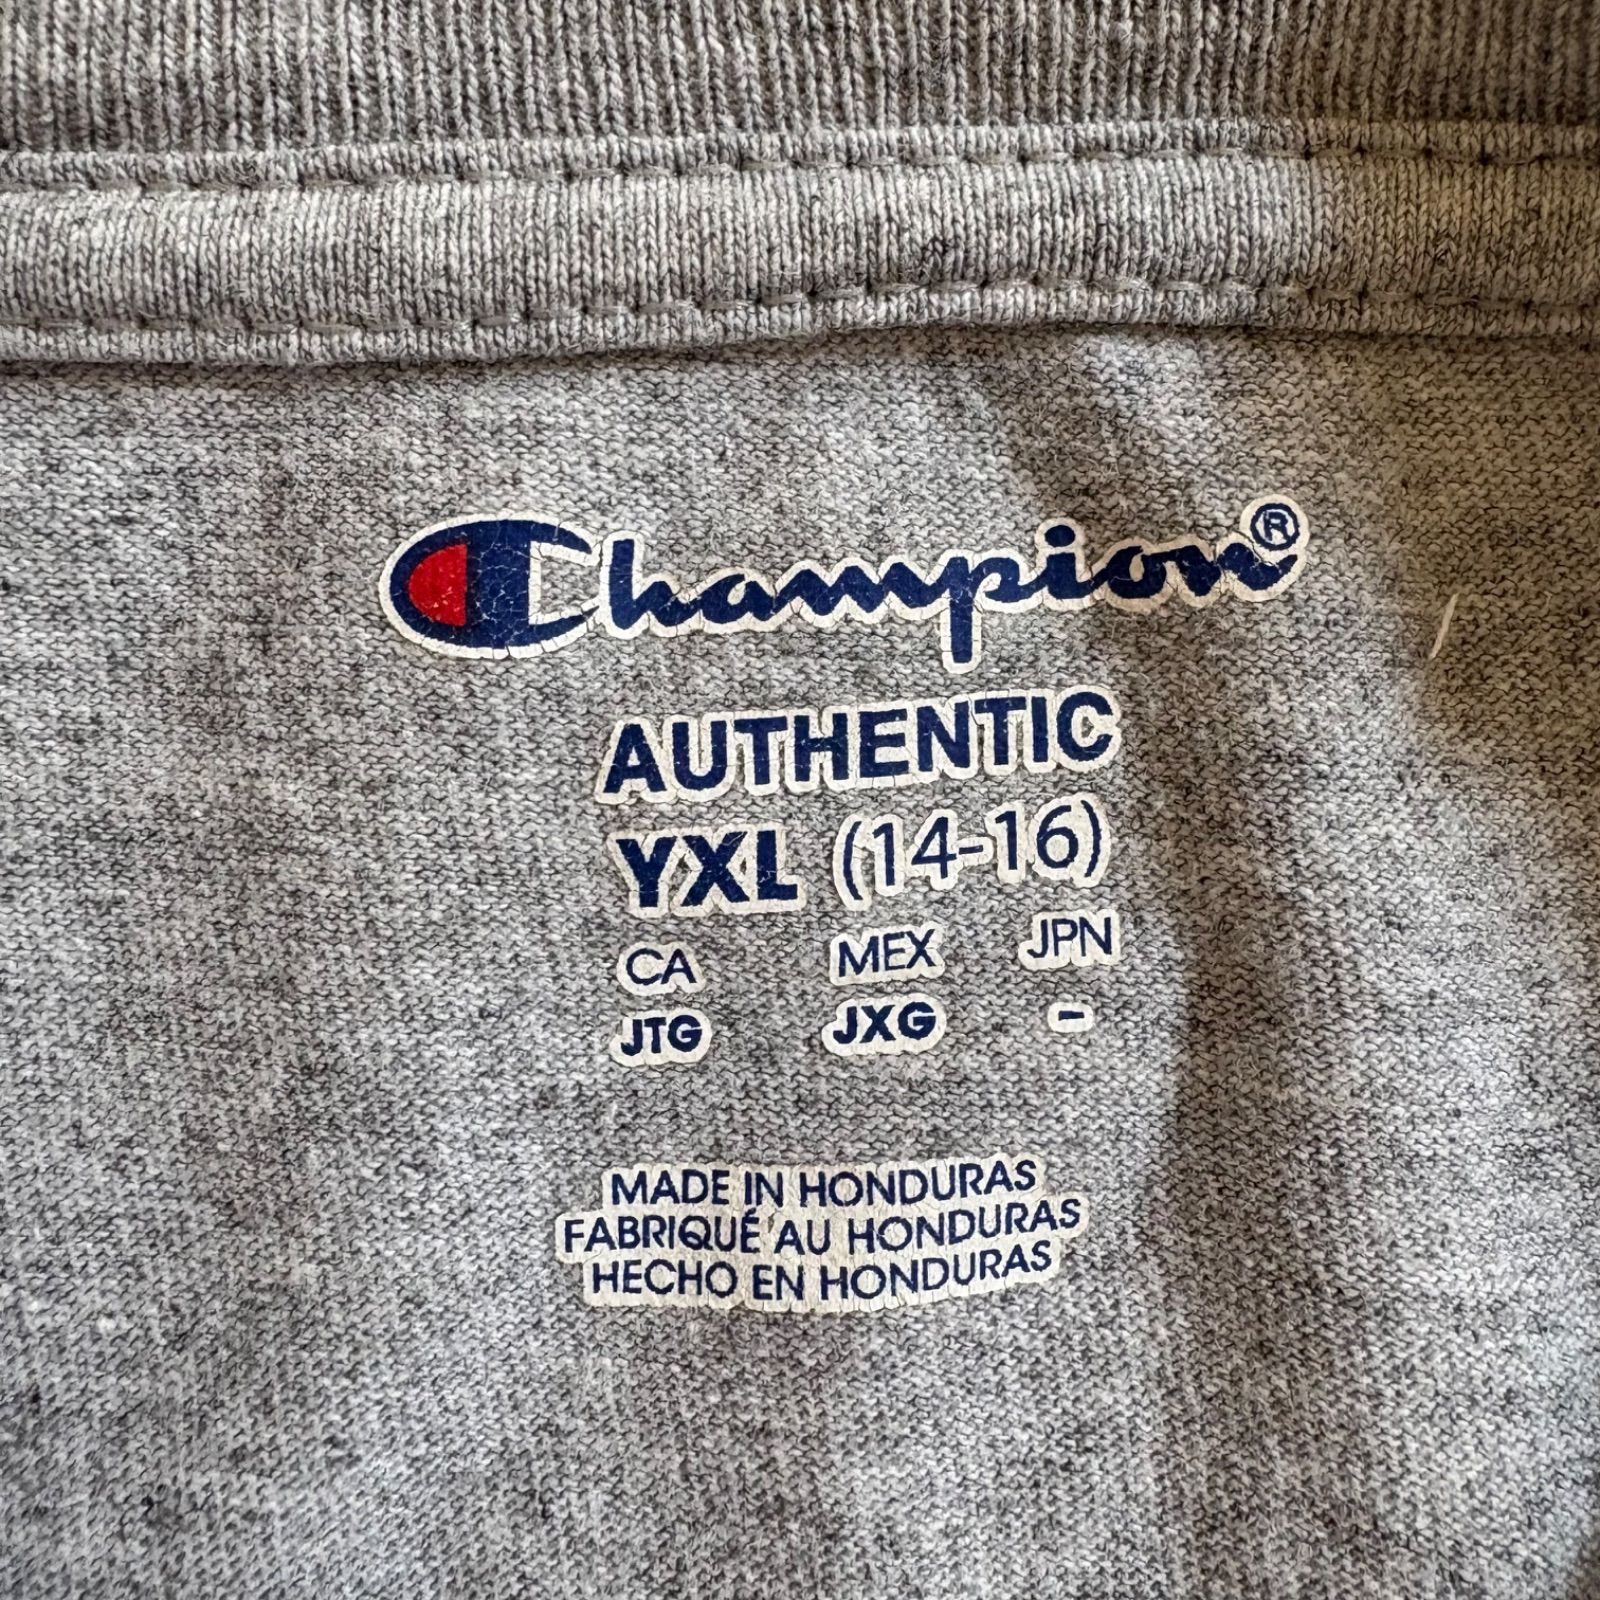 Champion®
AUTHENTIC
YXL (14-16)
CA MEX JPN
JTG JXG -
MADE IN HONDURAS
FABRIQUÉ AU HONDURAS
HECHO EN HONDURAS